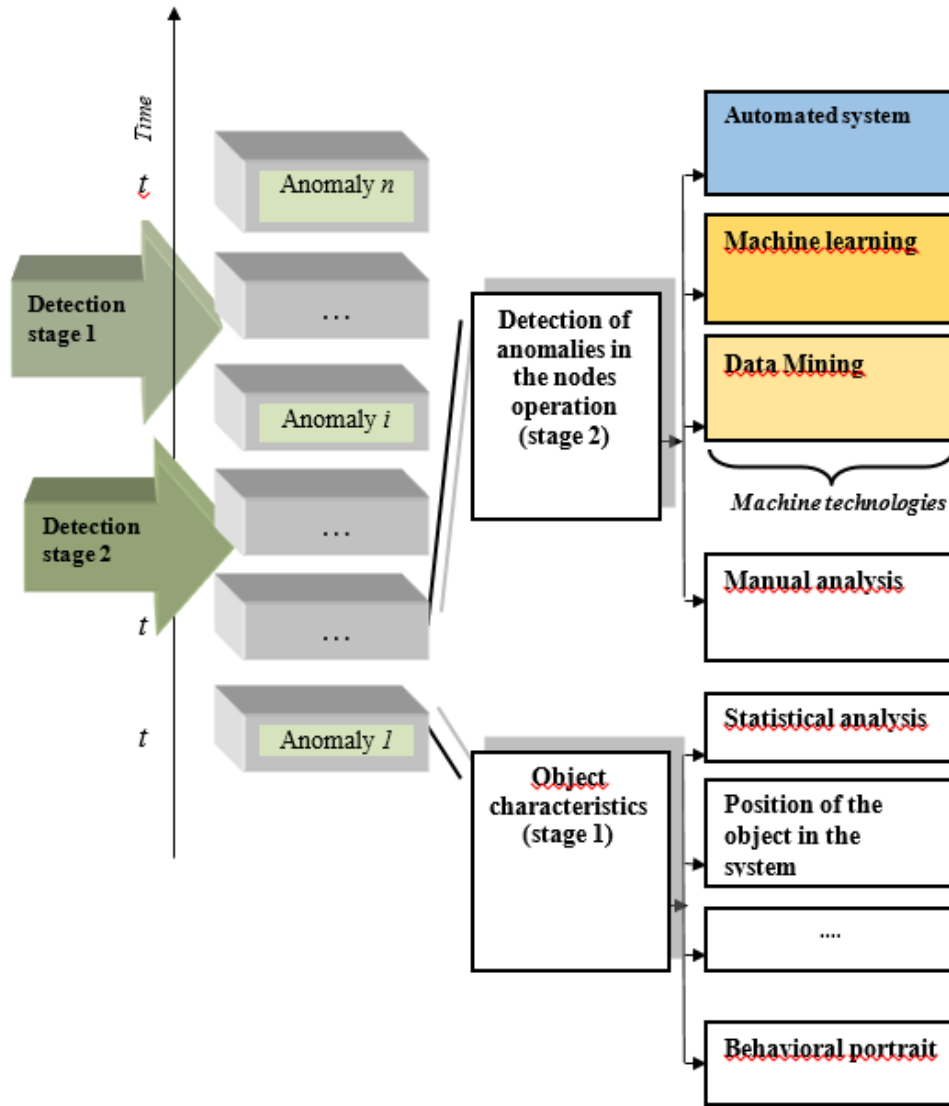 Time
t
Anomaly n
Detection
stage 1
...
Anomaly i
Detection
stage 2
...
...
t
Anomaly 1
t
Detection of
anomalies in
the nodes
operation
(stage 2)
Object
characteristics
(stage 1)
Automated system
Machine learning
Data Mining
Machine technologies
Manual analysis
Statistical analysis
Position of the
object in the
system
....
Behavioral portrait